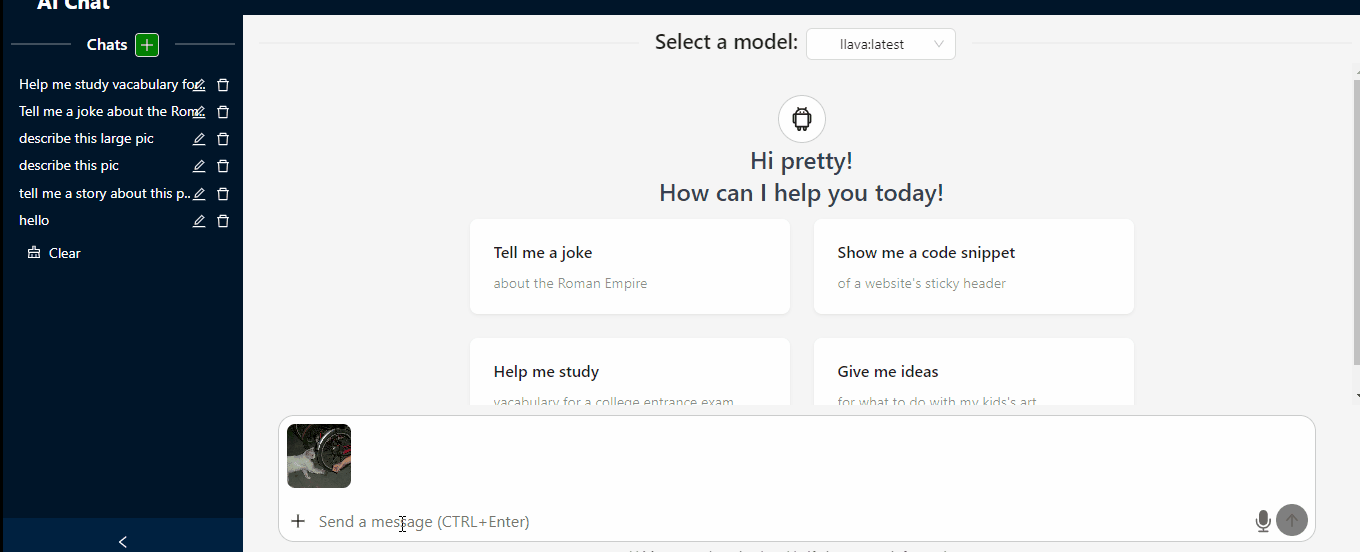 AI Chat
Chats
Help me study vacabulary for..
Tell me a joke about the Rom
describe this large pic
describe this pic
tell me a story about this p..
hello
Clear
Select a model:
llava:latest
Hi pretty!
How can I help you today!
Tell me a joke
about the Roman Empire
Show me a code snippet
of a website's sticky header
Help me study
vacabulary for a college entrance exam
Give me ideas
for what to do with my kids's art
Send a message (CTRL+Enter)